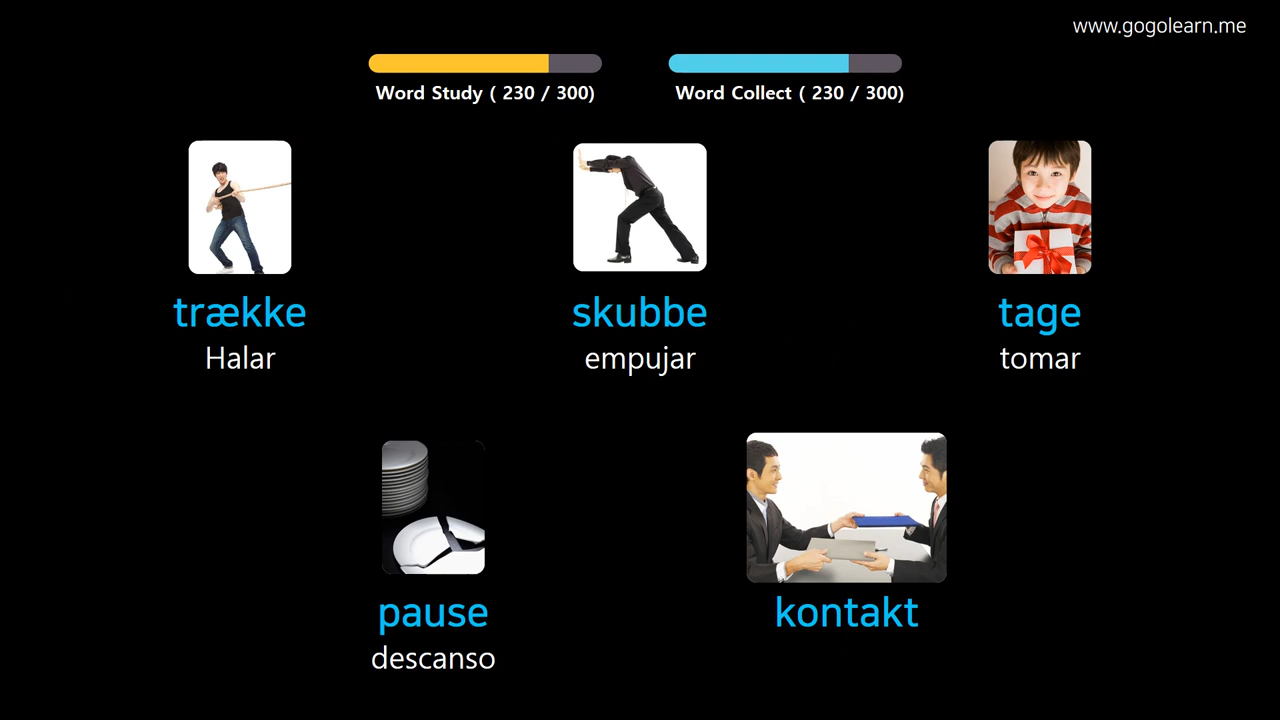 www.gogolearn.me
Word Study ( 230 / 300)
Word Collect ( 230 / 300)
trække
Halar
skubbe
empujar
tage
tomar
pause
descanso
kontakt